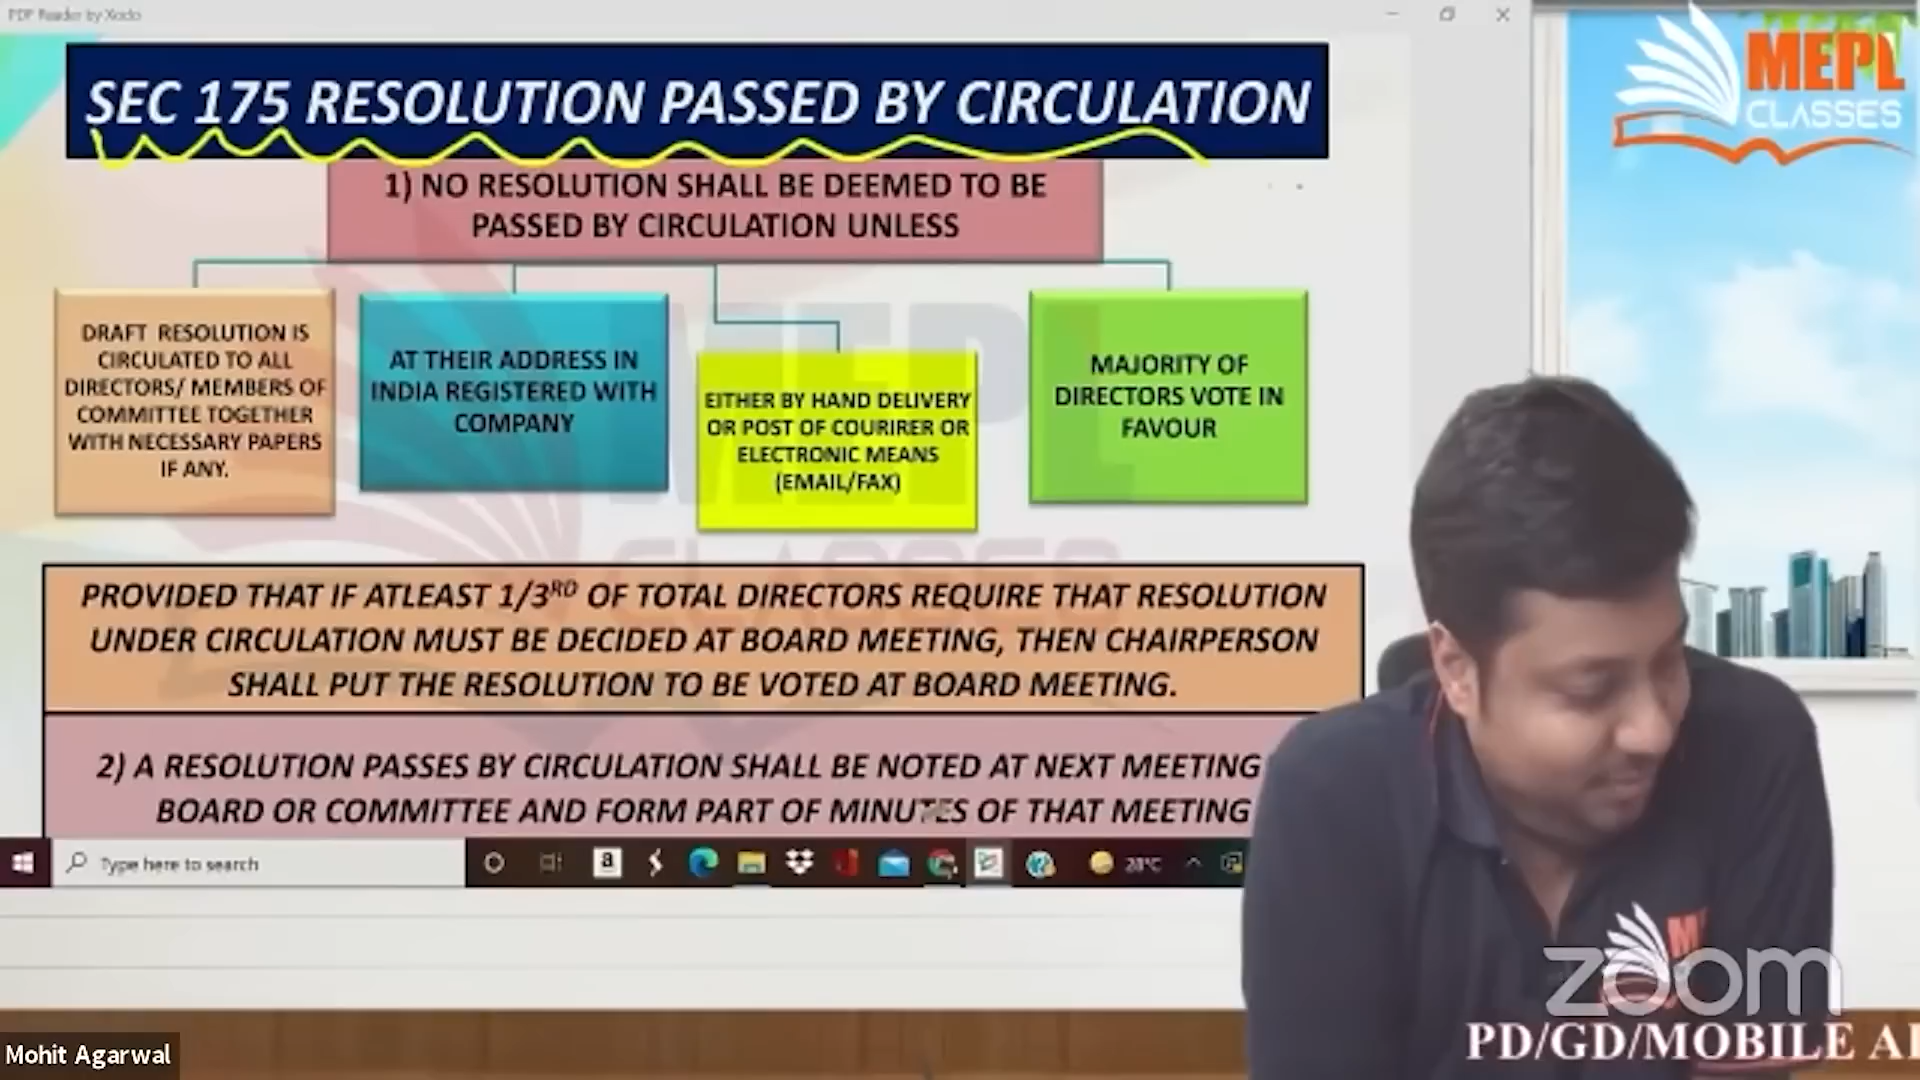 PDF Reader by Xodo
SEC 175 RESOLUTION PASSED BY CIRCULATION
MEPL
CLASSES
1) NO RESOLUTION SHALL BE DEEMED TO BE
PASSED BY CIRCULATION UNLESS
DRAFT RESOLUTION IS
CIRCULATED TO ALL
DIRECTORS/ MEMBERS OF
COMMITTEE TOGETHER
WITH NECESSARY PAPERS
IF ANY.
AT THEIR ADDRESS IN
INDIA REGISTERED WITH
COMPANY
EITHER BY HAND DELIVERY
OR POST OF COURIRER OR
ELECTRONIC MEANS
(EMAIL/FAX)
MAJORITY OF
DIRECTORS VOTE IN
FAVOUR
MEPL
CLASSES
PROVIDED THAT IF ATLEAST 1/3RD OF TOTAL DIRECTORS REQUIRE THAT RESOLUTION
UNDER CIRCULATION MUST BE DECIDED AT BOARD MEETING, THEN CHAIRPERSON
SHALL PUT THE RESOLUTION TO BE VOTED AT BOARD MEETING.
2) A RESOLUTION PASSES BY CIRCULATION SHALL BE NOTED AT NEXT MEETING
BOARD OR COMMITTEE AND FORM PART OF MINUTES OF THAT MEETING
Type here to search
28°C
zoom
Mohit Agarwal
PD/GD/MOBILE